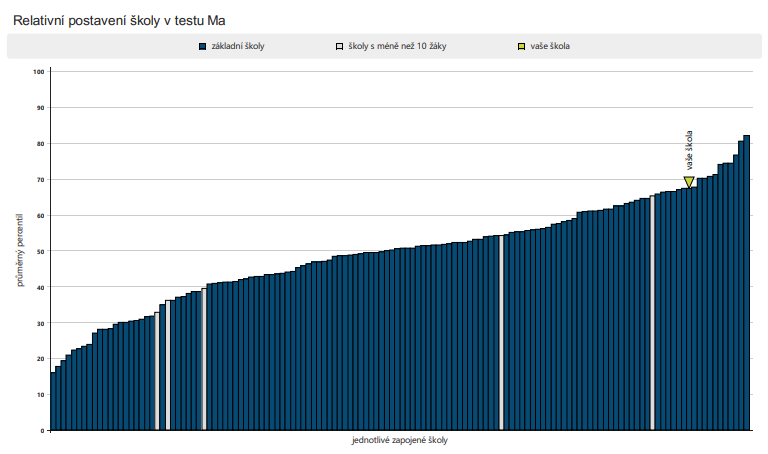 Relativní postavení školy v testu Ma
základní školy
školy s méně než 10 žáky
vaše škola
100
90
80
70
60
50
40
30
20
10
0
průměrný percentil
vaše škola
jednotlivé zapojené školy